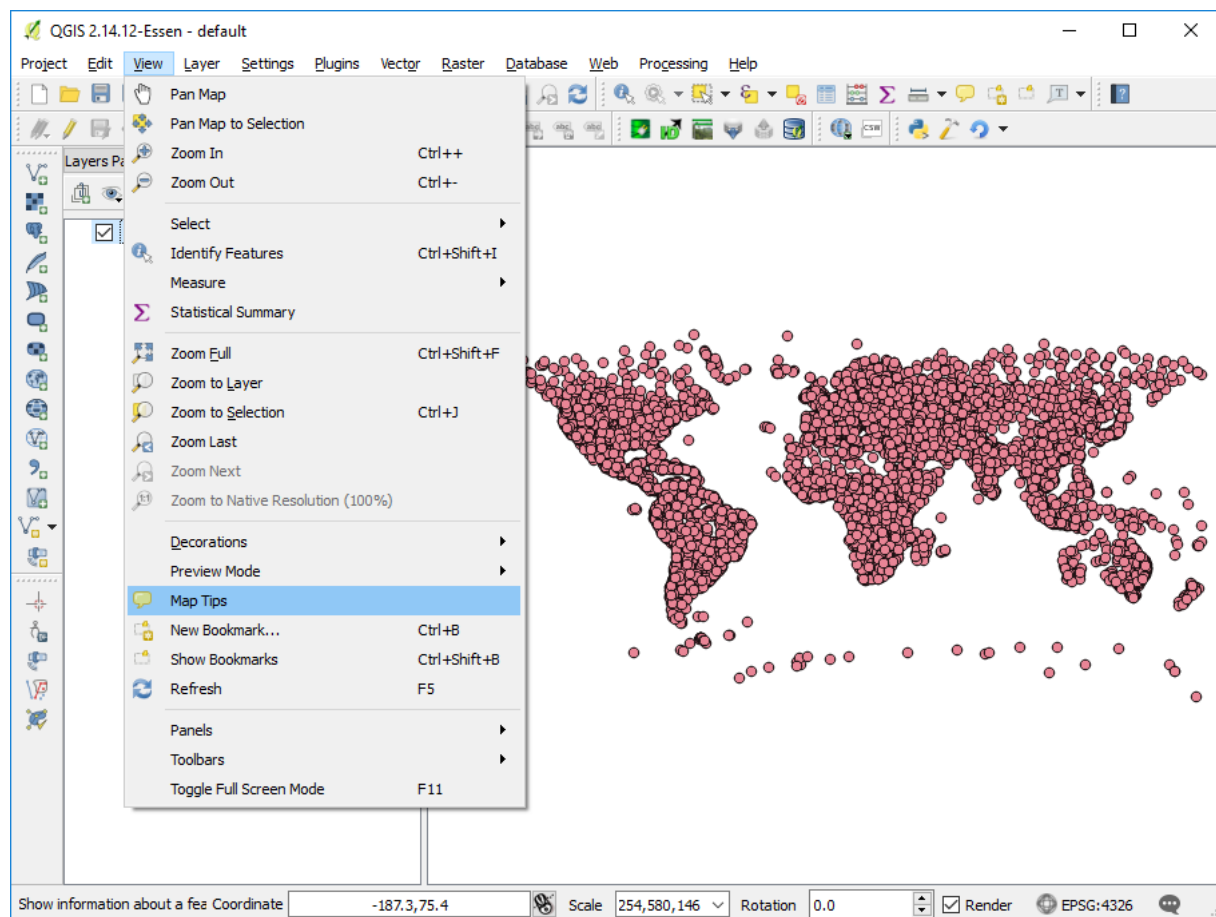 QGIS 2.14.12-Essen - default
Project Edit View Layer Settings Plugins Vector Raster Database Web Processing Help
Pan Map
Pan Map to Selection
Layers Pa
Zoom In Ctrl++
Zoom Out Ctrl+-
Select
Identify Features Ctrl+Shift+I
Measure
Statistical Summary
Zoom Full Ctrl+Shift+F
Zoom to Layer
Zoom to Selection Ctrl+J
Zoom Last
Zoom Next
Zoom to Native Resolution (100%)
Decorations
Preview Mode
Map Tips
New Bookmark... Ctrl+B
Show Bookmarks Ctrl+Shift+B
Refresh F5
Panels
Toolbars
Toggle Full Screen Mode F11
Show information about a fea Coordinate -187.3,75.4 Scale 254,580,146 Rotation 0.0 Render EPSG:4326